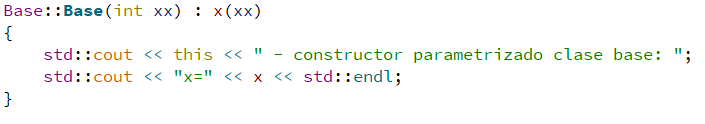 Base::Base(int xx) : x(xx)
{
    std::cout << this << " - constructor parametrizado clase base: ";
    std::cout << "x=" << x << std::endl;
}